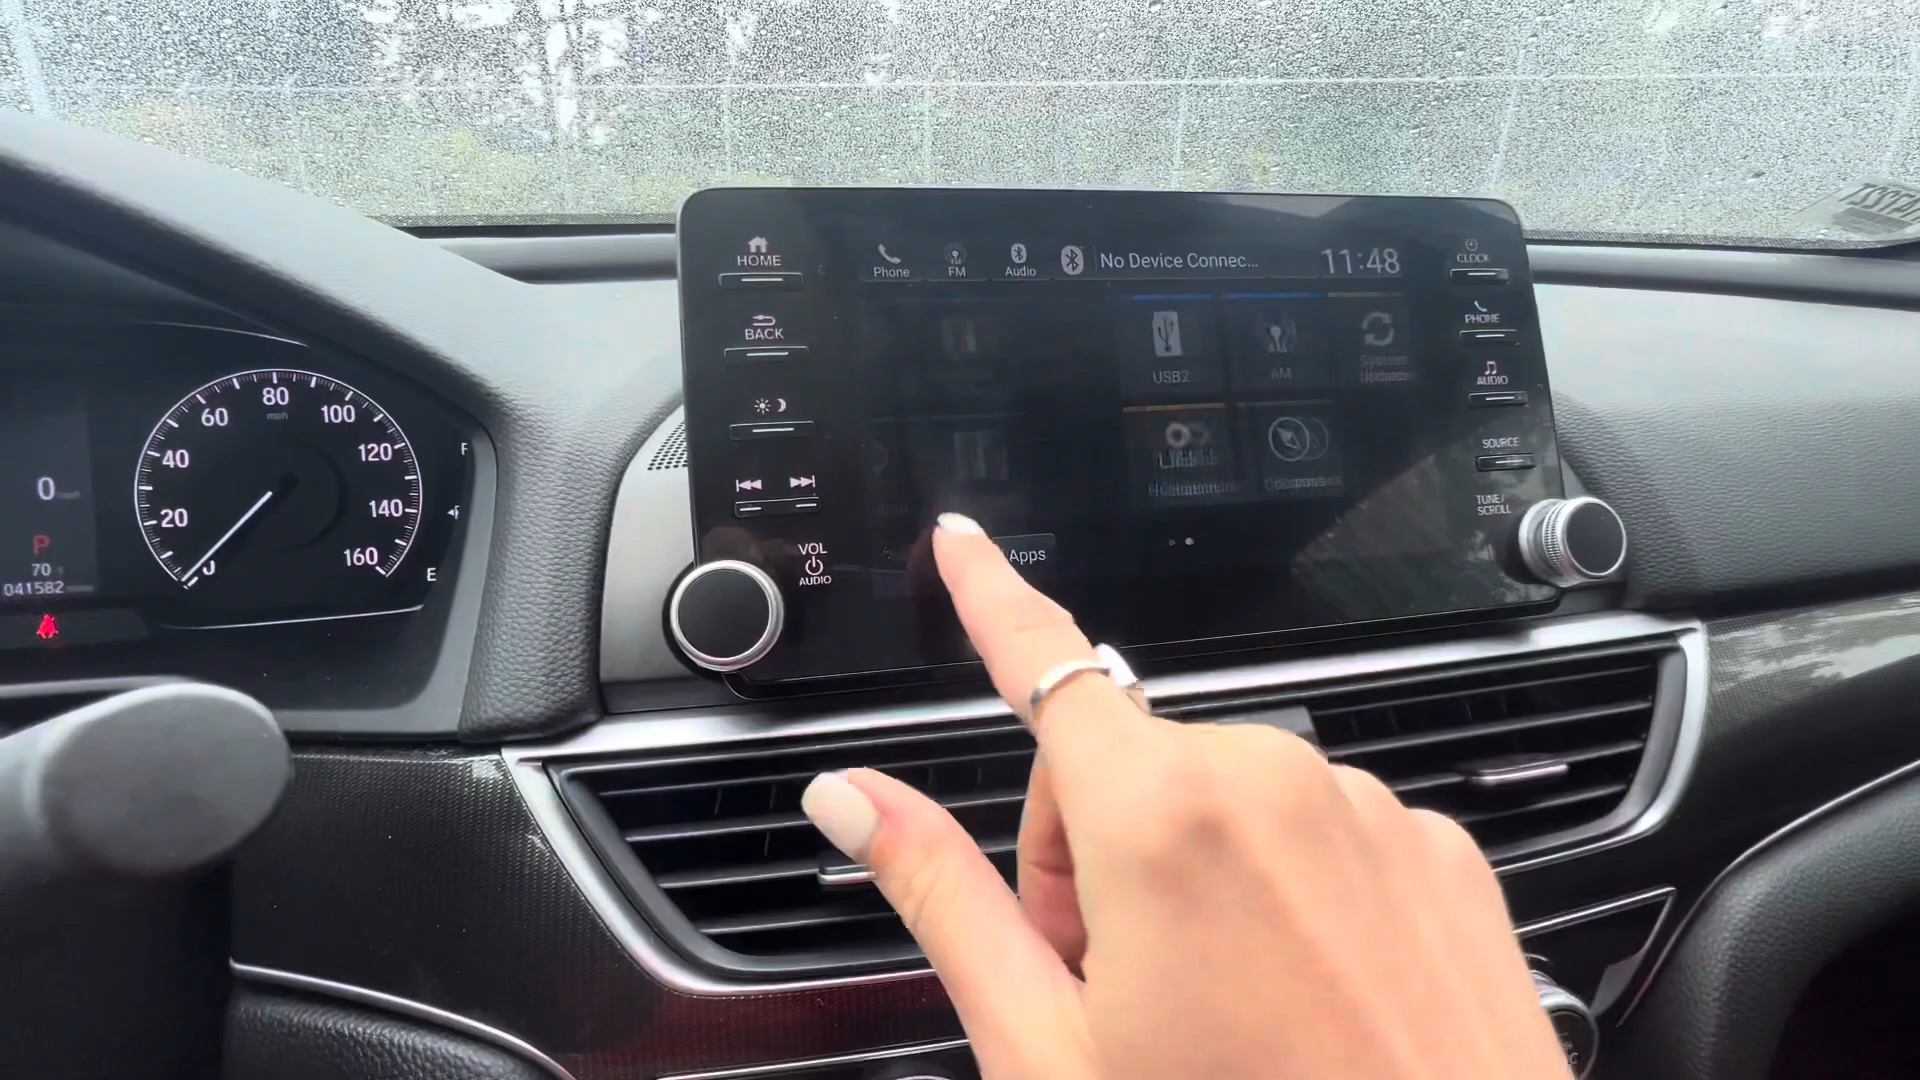 HOME
BACK
VOL
AUDIO
Phone
FM
Audio
No Device Connec...
11:48
USB2
AM
System
Apps
CLOCK
PHONE
AUDIO
SOURCE
TUNE/
SCROLL
20
40
60
80
mph
100
120
140
160
0
P
70
041582
F
E